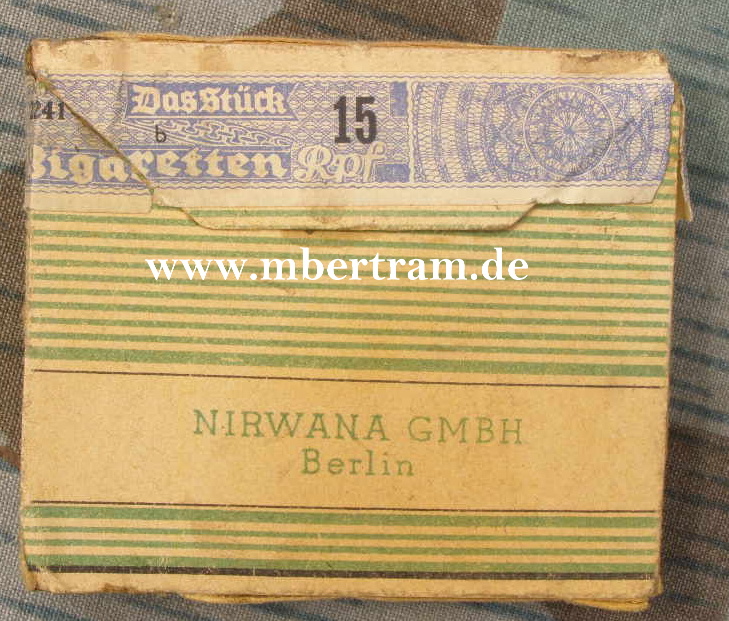 241 Das Stück 15
b
Zigaretten Rpf
www.mbertram.de
NIRWANA GMBH
Berlin